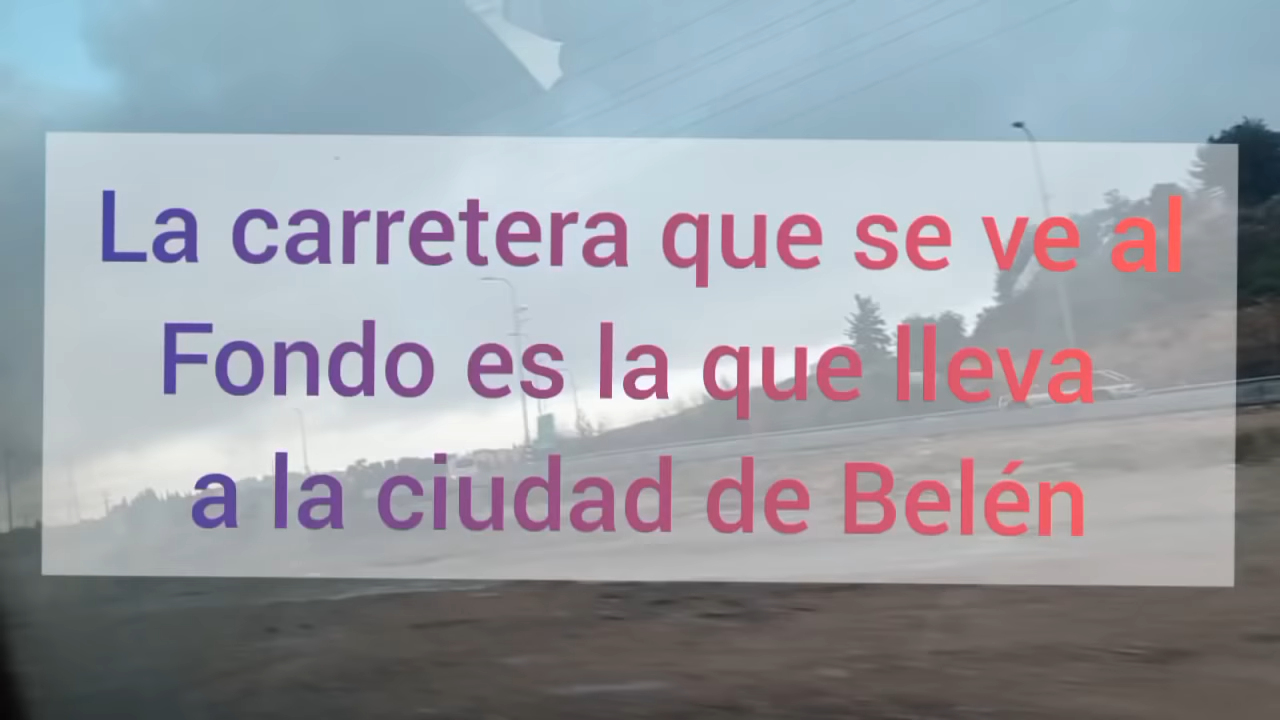 La carretera que se ve al
Fondo es la que lleva
a la ciudad de Belén